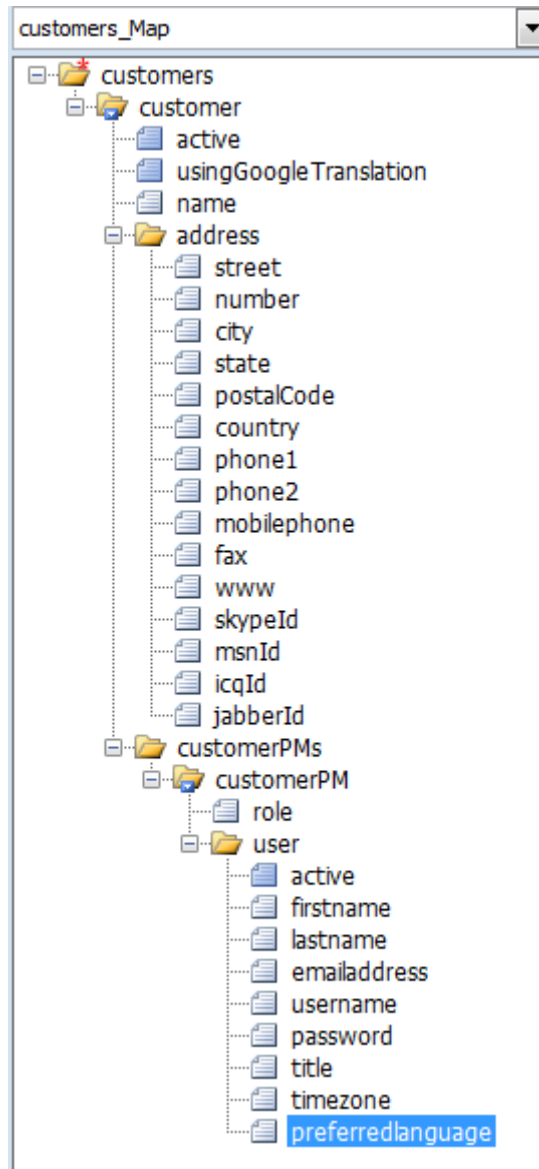 customers_Map
customers
customer
active
usingGoogleTranslation
name
address
street
number
city
state
postalCode
country
phone1
phone2
mobilephone
fax
www
skypeId
msnId
icqId
jabberId
customerPMs
customerPM
role
user
active
firstname
lastname
emailaddress
username
password
title
timezone
preferredlanguage